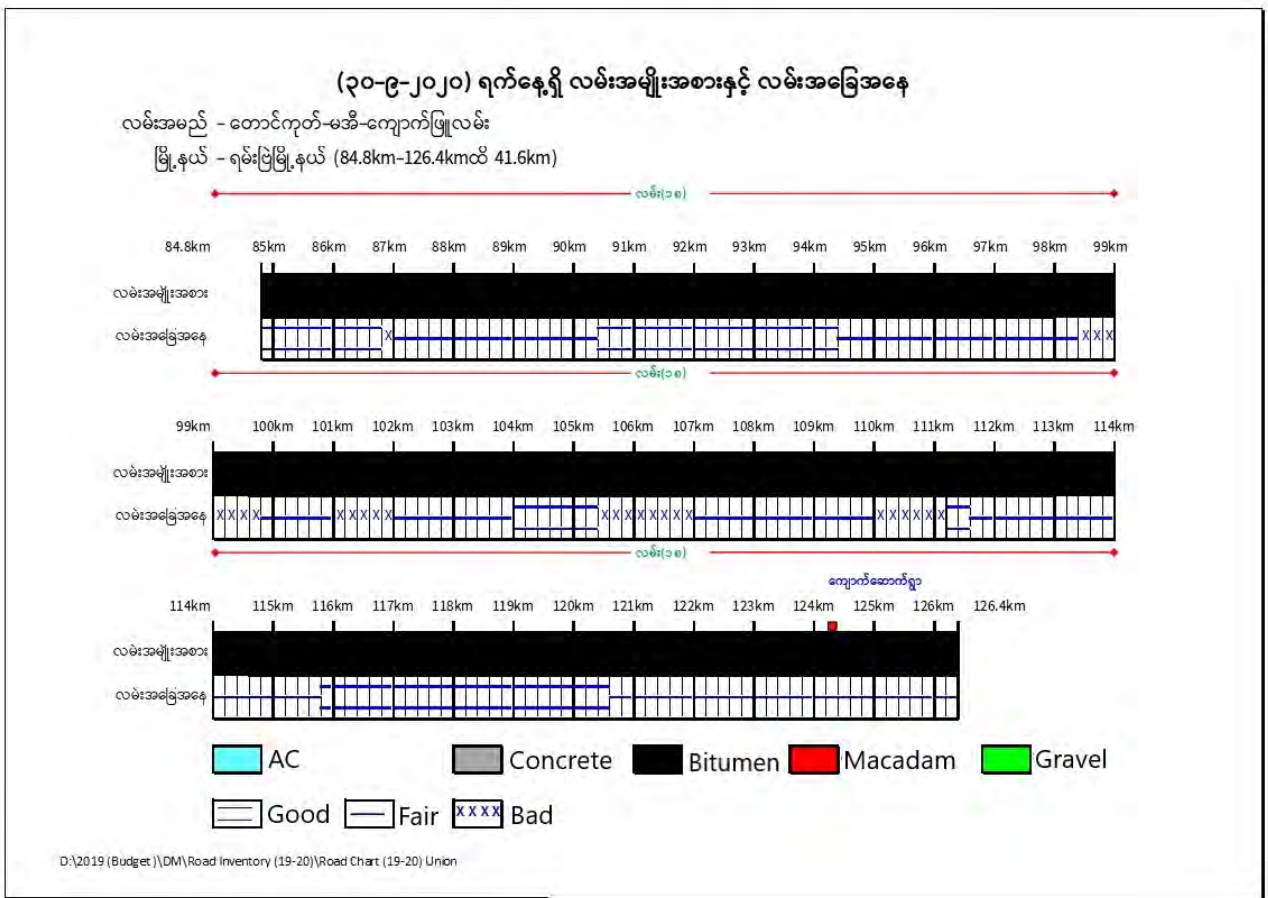 (၃၀-၉-၂၀၂၀) ရက်နေ့ရှိ လမ်းအမျိုးအစားနှင့် လမ်းအခြေအနေ
လမ်းအမည် - တောင်ကုတ်-မအီ-ကျောက်ဖြူလမ်း
မြို့နယ် - ရမ်းဗြဲမြို့နယ် (84.8km-126.4kmထိ 41.6km)
လမ်း(၁၈)
84.8km 85km 86km 87km 88km 89km 90km 91km 92km 93km 94km 95km 96km 97km 98km 99km
လမ်းအမျိုးအစား
လမ်းအခြေအနေ X X X X
လမ်း(၁၈)
99km 100km 101km 102km 103km 104km 105km 106km 107km 108km 109km 110km 111km 112km 113km 114km
လမ်းအမျိုးအစား
လမ်းအခြေအနေ X X X X X X X X X X X X X X X X X X X X X X X
လမ်း(၁၈)
ကျောက်ဆောက်ရွာ
114km 115km 116km 117km 118km 119km 120km 121km 122km 123km 124km 125km 126km 126.4km
လမ်းအမျိုးအစား
လမ်းအခြေအနေ
AC Concrete Bitumen Macadam Gravel
Good Fair XXXX Bad
D:\2019 (Budget )\DM\Road Inventory (19-20)\Road Chart (19-20) Union